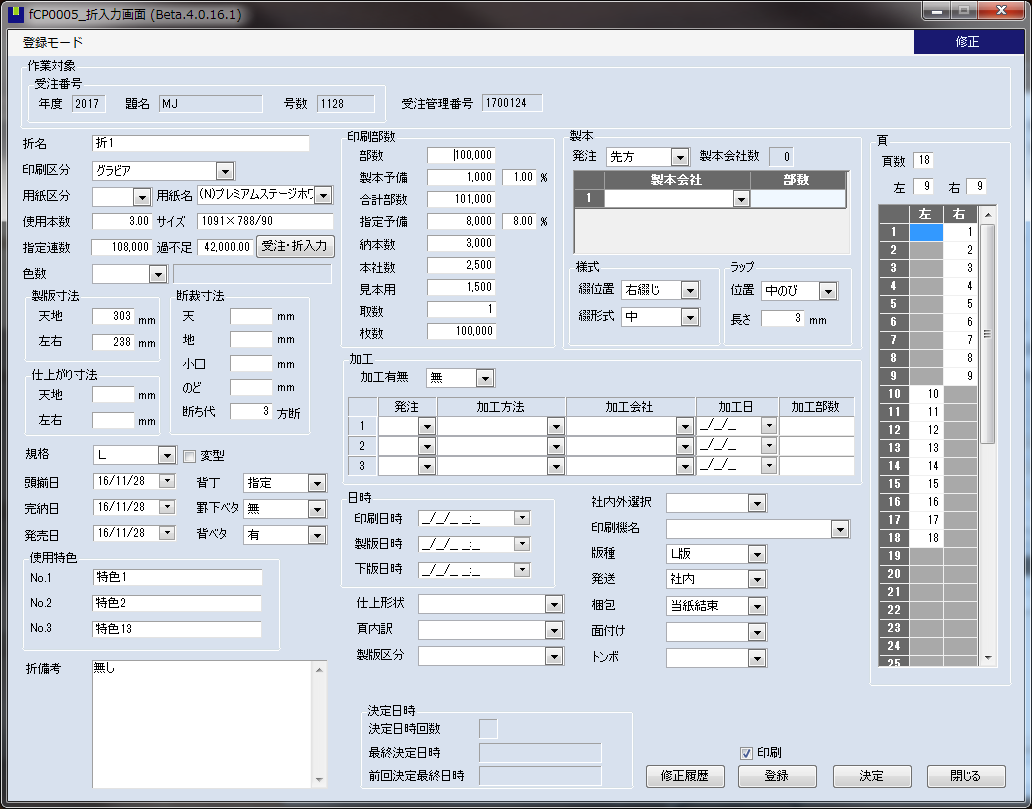 fCP0005_折入力画面 (Beta.4.0.16.1)
登録モード
修正
作業対象
受注番号
年度 2017 題名 MJ 号数 1128 受注管理番号 1700124
折名 折1
印刷区分 グラビア
用紙区分 用紙名 (N)プレミアムステージホワ
使用本数 3.00 サイズ 1091×788/90
指定連数 108,000 過不足 42,000.00 受注・折入力
色数
製版寸法
天地 303 mm
左右 238 mm
仕上がり寸法
天地 mm
左右 mm
断裁寸法
天 mm
地 mm
小口 mm
のど mm
断ち代 3 方断
規格 L 変型
頭揃日 16/11/28 背丁 指定
完納日 16/11/28 罫下ベタ 無
発売日 16/11/28 背ベタ 有
使用特色
No.1 特色1
No.2 特色2
No.3 特色13
折備考 無し
印刷部数
部数 100,000
製本予備 1,000 1.00 %
合計部数 101,000
指定予備 8,000 8.00 %
納本数 3,000
本社数 2,500
見本用 1,500
取数 1
枚数 100,000
製本
発注 先方 製本会社数 0
製本会社 部数
1
様式
綴位置 右綴じ
綴形式 中
ラップ
位置 中のび
長さ 3 mm
加工
加工有無 無
発注 加工方法 加工会社 加工日 加工部数
1 _/_/_
2 _/_/_
3 _/_/_
日時
印刷日時 _/_/_ _:_
製版日時 _/_/_ _:_
下版日時 _/_/_ _:_
仕上形状
頁内訳
製版区分
社内外選択
印刷機名
版種 L版
発送 社内
梱包 当紙結束
面付け
トンボ
決定日時
決定日時回数
最終決定日時
前回決定最終日時
頁
頁数 18
左 9 右 9
左 右
1 1
2 2
3 3
4 4
5 5
6 6
7 7
8 8
9 9
10 10
11 11
12 12
13 13
14 14
15 15
16 16
17 17
18 18
19
20
21
22
23
24
25
印刷
修正履歴 登録 決定 閉じる